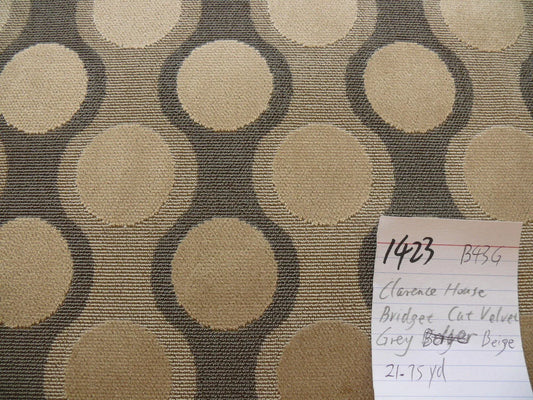 1423 B43G
Clarence House
Bridget Cut Velvet
Grey Beige
21.75 yd